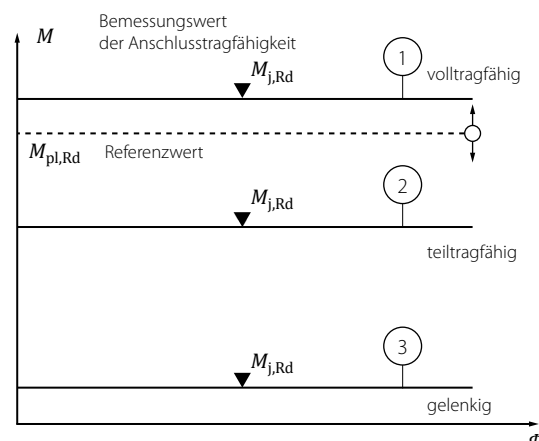 M
Bemessungswert
der Anschlusstragfähigkeit
M_j,Rd
1
volltragfähig
M_pl,Rd
Referenzwert
M_j,Rd
2
teiltragfähig
M_j,Rd
3
gelenkig